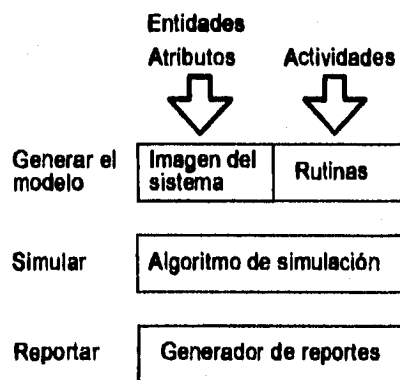 Entidades
Atributos Actividades
Generar el modelo
Imagen del sistema
Rutinas
Simular
Algoritmo de simulación
Reportar
Generador de reportes